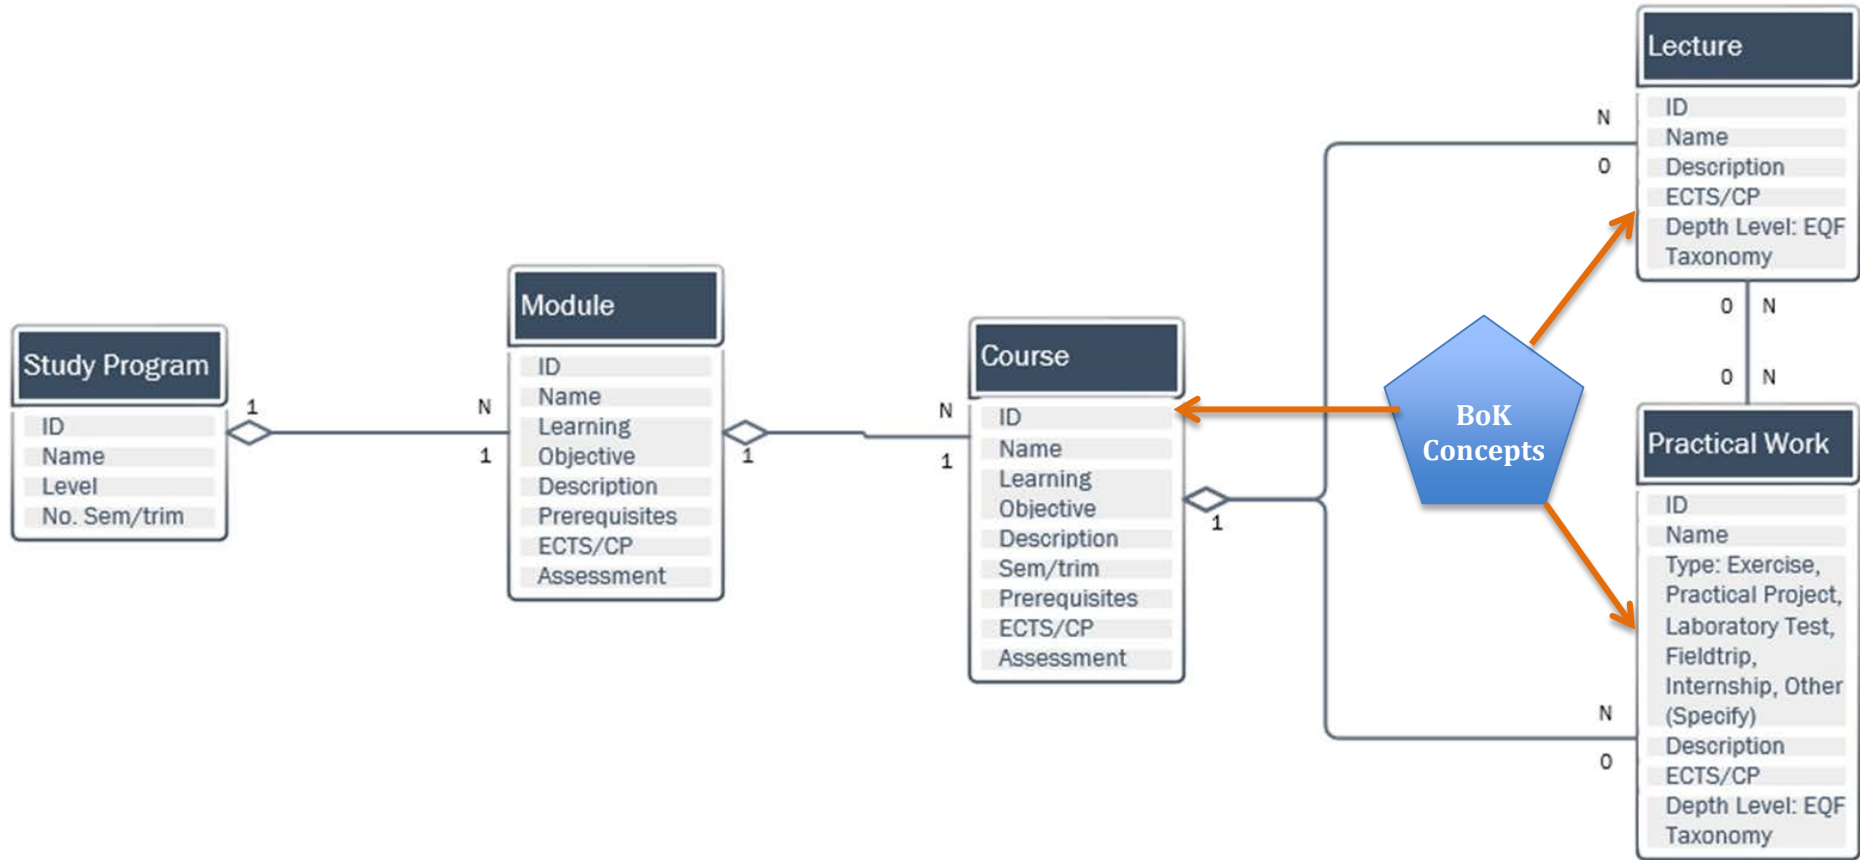 Study Program
ID
Name
Level
No. Sem/trim
1
N
1
Module
ID
Name
Learning
Objective
Description
Prerequisites
ECTS/CP
Assessment
1
N
1
Course
ID
Name
Learning
Objective
Description
Sem/trim
Prerequisites
ECTS/CP
Assessment
1
N
0
N
0
BoK
Concepts
Lecture
ID
Name
Description
ECTS/CP
Depth Level: EQF
Taxonomy
0 N
0 N
Practical Work
ID
Name
Type: Exercise,
Practical Project,
Laboratory Test,
Fieldtrip,
Internship, Other
(Specify)
Description
ECTS/CP
Depth Level: EQF
Taxonomy